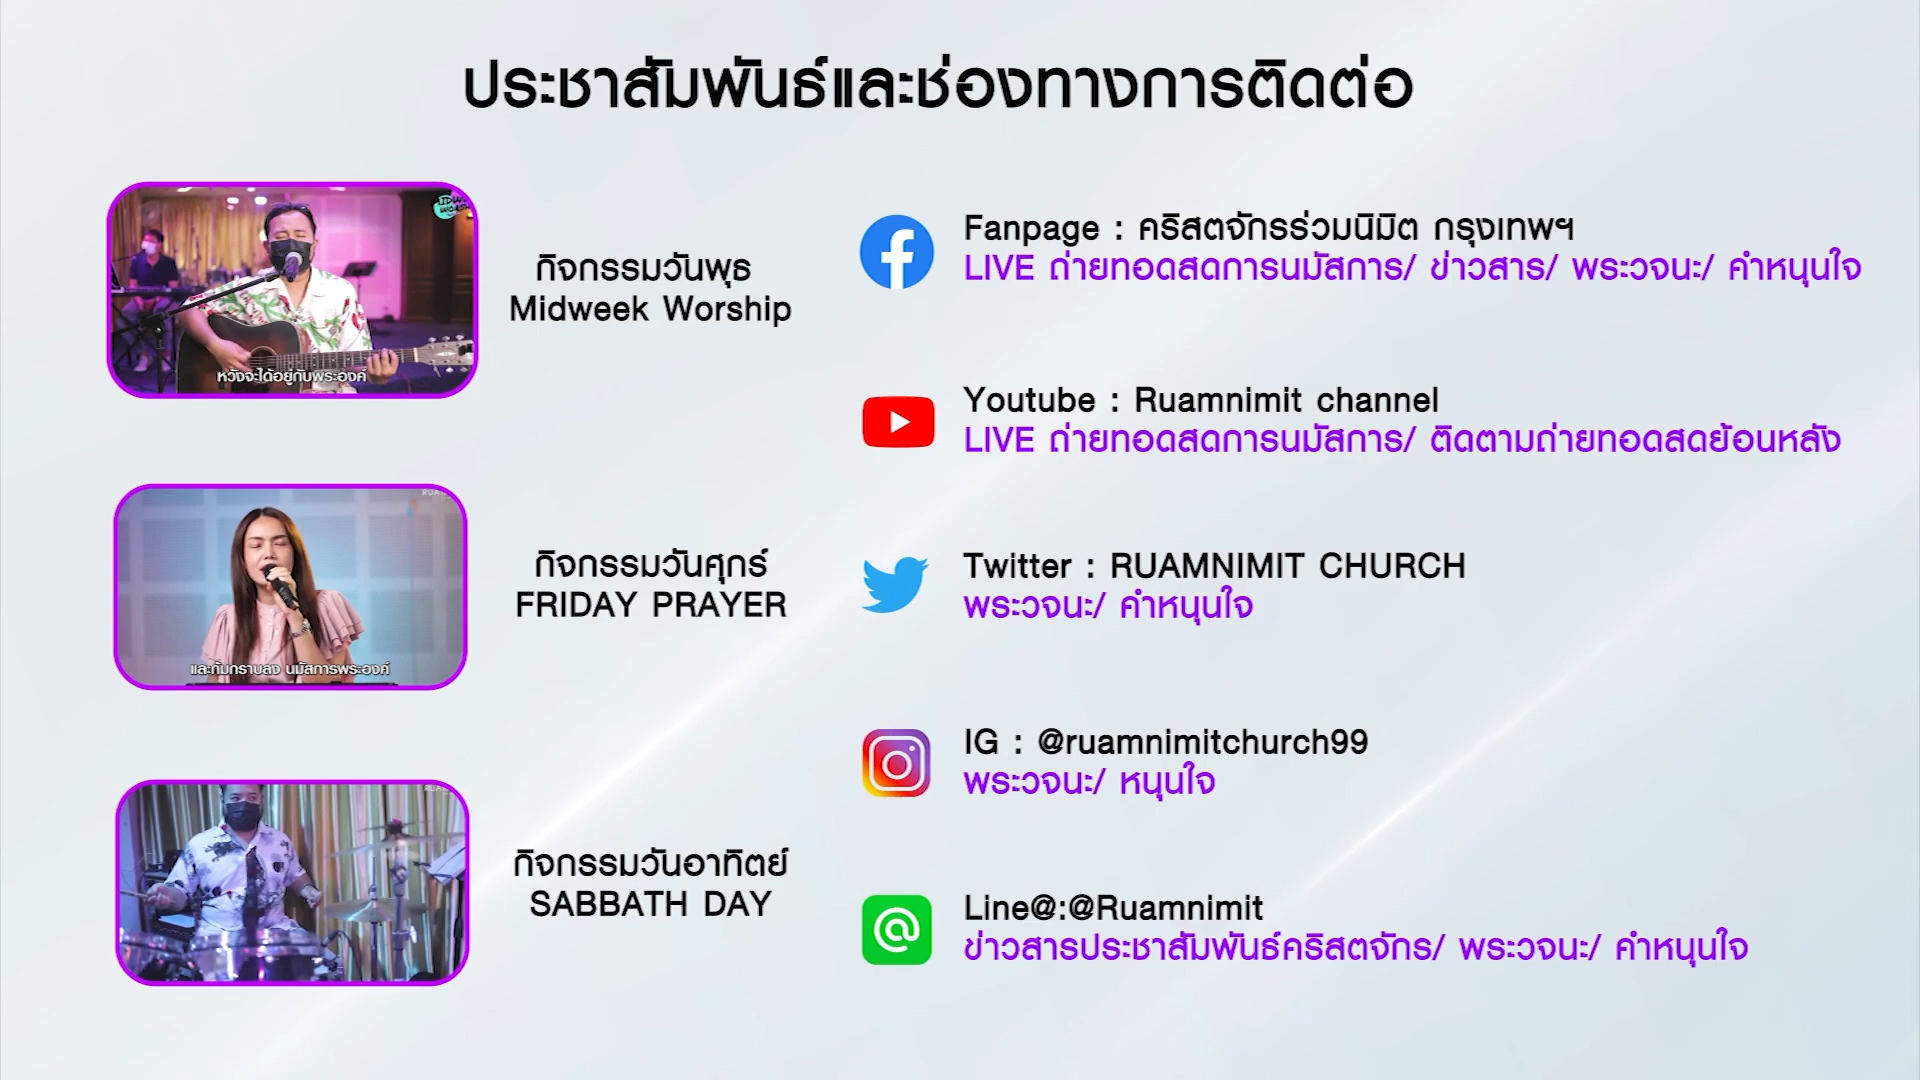 ประชาสัมพันธ์และช่องทางการติดต่อ
หวังจะได้อยู่กับพระองค์
กิจกรรมวันพุธ
Midweek Worship
และก้มกราบลง นมัสการพระองค์
กิจกรรมวันศุกร์
FRIDAY PRAYER
กิจกรรมวันอาทิตย์
SABBATH DAY
Fanpage : คริสตจักรร่วมนิมิต กรุงเทพฯ
LIVE ถ่ายทอดสดการนมัสการ/ ข่าวสาร/ พระวจนะ/ คำหนุนใจ
Youtube : Ruamnimit channel
LIVE ถ่ายทอดสดการนมัสการ/ ติดตามถ่ายทอดสดย้อนหลัง
Twitter : RUAMNIMIT CHURCH
พระวจนะ/ คำหนุนใจ
IG : @ruamnimitchurch99
พระวจนะ/ หนุนใจ
Line@:@Ruamnimit
ข่าวสารประชาสัมพันธ์คริสตจักร/ พระวจนะ/ คำหนุนใจ